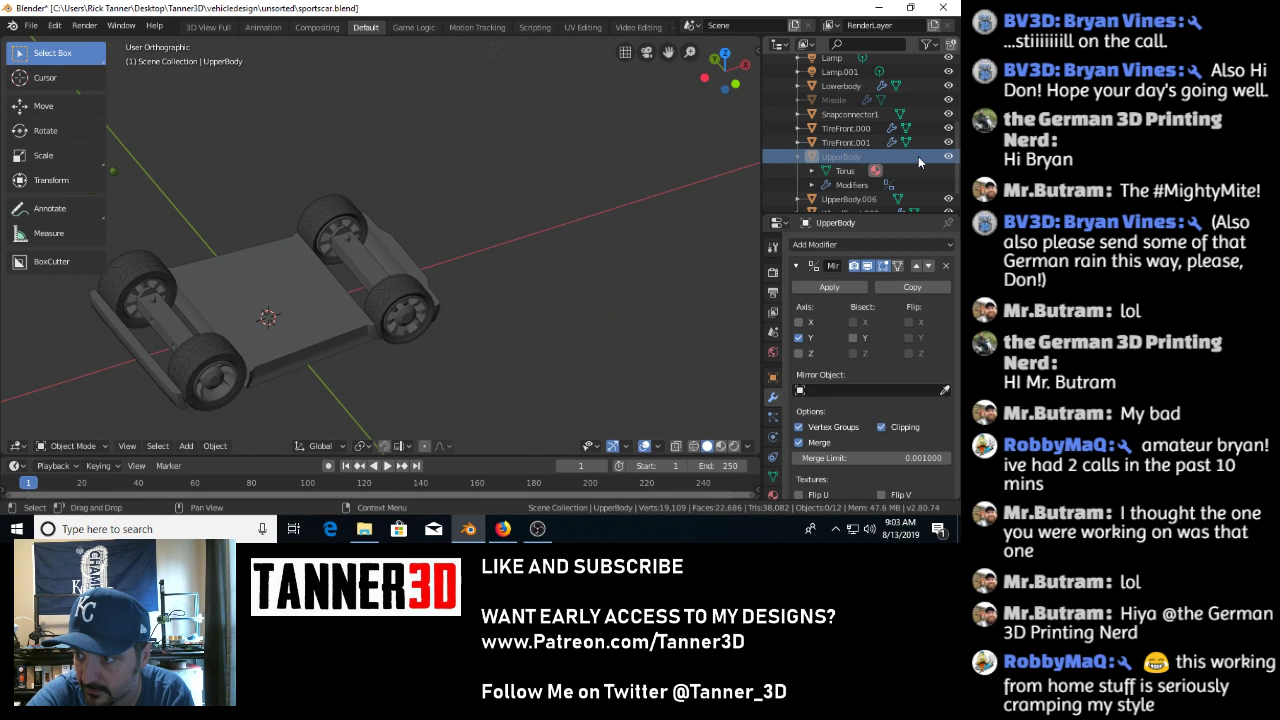 Blender* [C:\Users\Rick Tanner\Desktop\Tanner3D\vehicledesign\unsorted\sportscar.blend]
File Edit Render Window Help 3D View Full Animation Compositing Default Game Logic Motion Tracking Scripting UV Editing Video Editing Scene RenderLayer
Select Box
Cursor
Move
Rotate
Scale
Transform
Annotate
Measure
BoxCutter
User Orthographic
(1) Scene Collection | UpperBody
Z
Y
X
Lamp
Lamp.001
Lowerbody
Missile
Snapconnector1
TireFront.000
TireFront.001
UpperBody
Torus
Modifiers
UpperBody.006
UpperBody
Add Modifier
Mir
Apply Copy
Axis: Bisect: Flip:
X X X
Y Y Y
Z Z Z
Mirror Object:
Options:
Vertex Groups Clipping
Merge
Merge Limit: 0.001000
Textures:
Flip U Flip V
Object Mode View Select Add Object Global
Playback Keying View Marker 1 Start: 1 End: 250
1 20 40 60 80 100 120 140 160 180 200 220 240
Select Drag and Drop Pan View Context Menu Scene Collection | UpperBody | Verts:19,109 | Faces:22,686 | Tris:38,082 | Objects:0/12 | Mem: 47.6 MB | v2.80.74
Type here to search
9:03 AM
8/13/2019
KC
TANNER3D
LIKE AND SUBSCRIBE
WANT EARLY ACCESS TO MY DESIGNS?
www.Patreon.com/Tanner3D
Follow Me on Twitter @Tanner_3D
BV3D: Bryan Vines:
...stiiiiiill on the call.
BV3D: Bryan Vines: Also Hi
Don! Hope your day's going well.
the German 3D Printing
Nerd:
Hi Bryan
Mr.Butram: The #MightyMite!
BV3D: Bryan Vines: (Also
also please send some of that
German rain this way, please,
Don!)
Mr.Butram: lol
the German 3D Printing
Nerd:
HI Mr. Butram
Mr.Butram: My bad
RobbyMaQ: amateur bryan!
ive had 2 calls in the past 10
mins
Mr.Butram: I thought the one
you were working on was that
one
Mr.Butram: lol
Mr.Butram: Hiya @the German
3D Printing Nerd
RobbyMaQ: 😂 this working
from home stuff is seriously
cramping my style